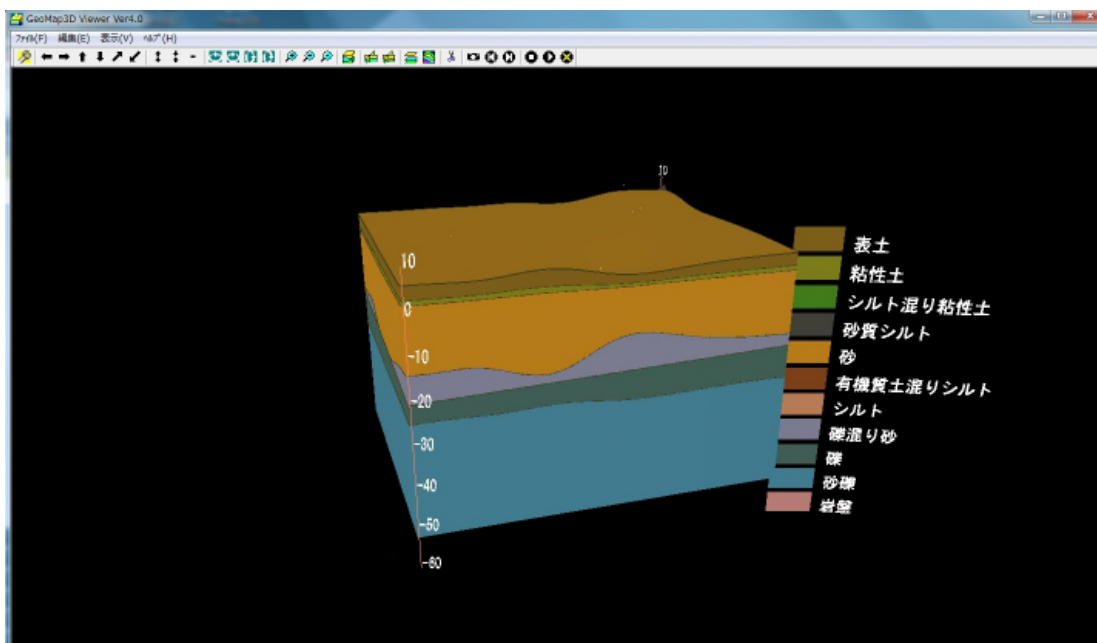 GeoMap3D Viewer Ver4.0
ファイル(F) 編集(E) 表示(V) ヘルプ(H)
10
10
0
-10
-20
-30
-40
-50
-60
表土
粘性土
シルト混り粘性土
砂質シルト
砂
有機質土混りシルト
シルト
礫混り砂
礫
砂礫
岩盤